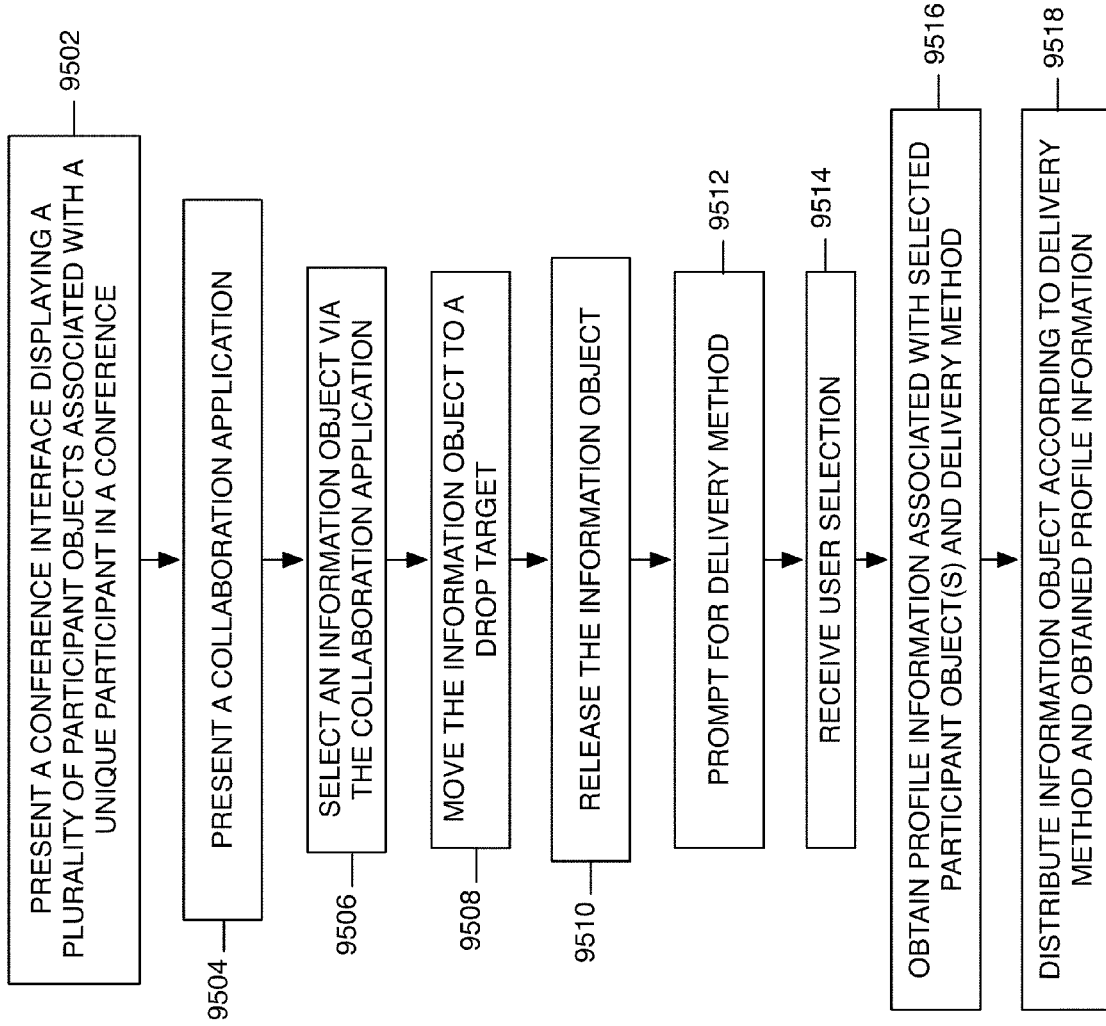 PRESENT A CONFERENCE INTERFACE DISPLAYING A
PLURALITY OF PARTICIPANT OBJECTS ASSOCIATED WITH A
UNIQUE PARTICIPANT IN A CONFERENCE
9502
PRESENT A COLLABORATION APPLICATION
9504
SELECT AN INFORMATION OBJECT VIA
THE COLLABORATION APPLICATION
9506
MOVE THE INFORMATION OBJECT TO A
DROP TARGET
9508
RELEASE THE INFORMATION OBJECT
9510
PROMPT FOR DELIVERY METHOD
9512
RECEIVE USER SELECTION
9514
OBTAIN PROFILE INFORMATION ASSOCIATED WITH SELECTED
PARTICIPANT OBJECT(S) AND DELIVERY METHOD
9516
DISTRIBUTE INFORMATION OBJECT ACCORDING TO DELIVERY
METHOD AND OBTAINED PROFILE INFORMATION
9518